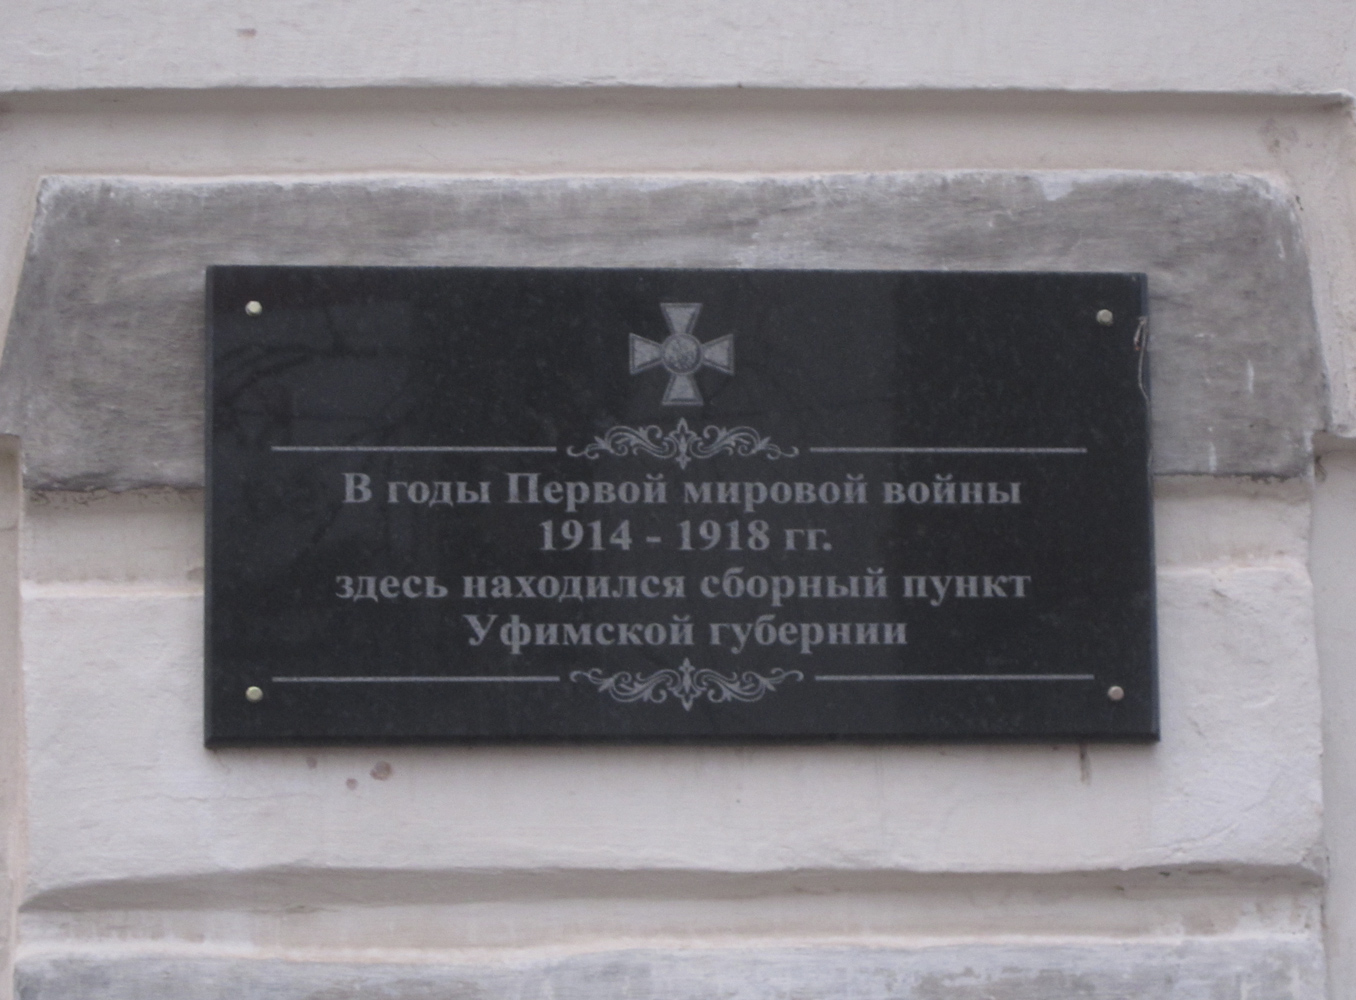 В годы Первой мировой войны
1914 - 1918 гг.
здесь находился сборный пункт
Уфимской губернии